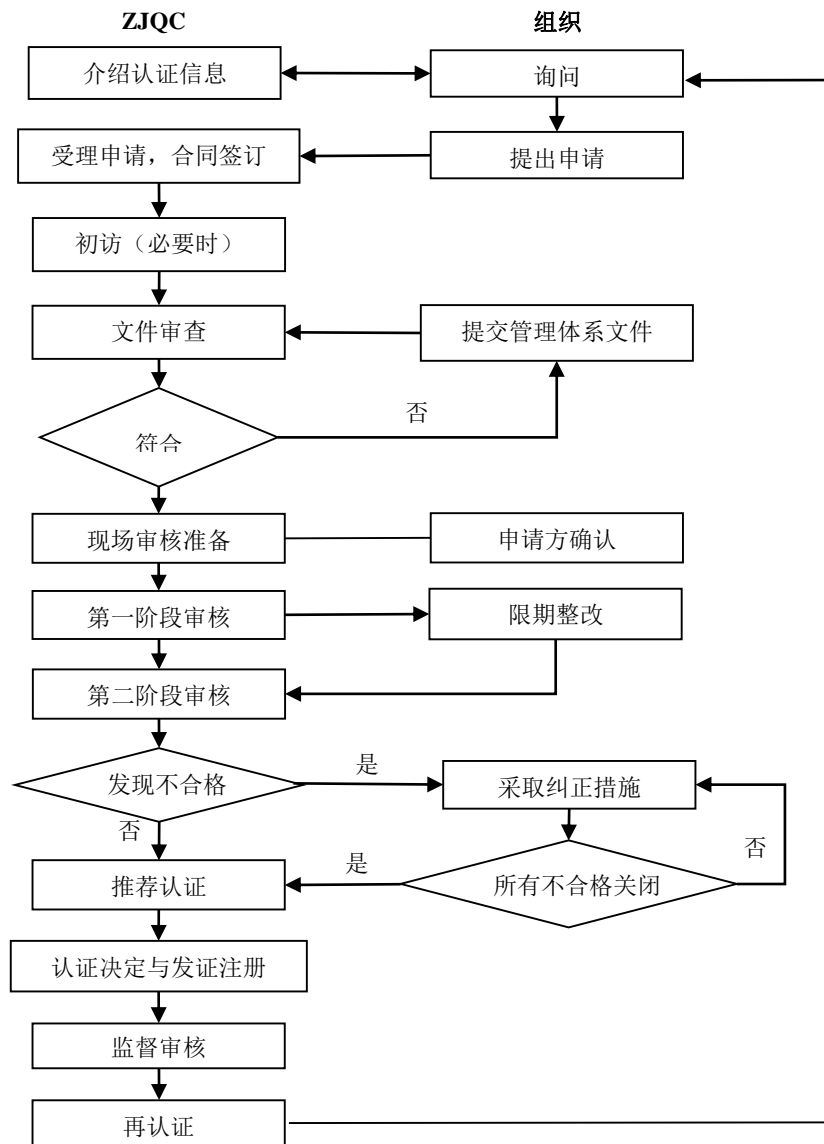 ZJQC
组织
介绍认证信息
询问
受理申请，合同签订
提出申请
初访（必要时）
文件审查
提交管理体系文件
否
符合
现场审核准备
申请方确认
第一阶段审核
限期整改
第二阶段审核
是
发现不合格
采取纠正措施
否
是
否
推荐认证
所有不合格关闭
认证决定与发证注册
监督审核
再认证